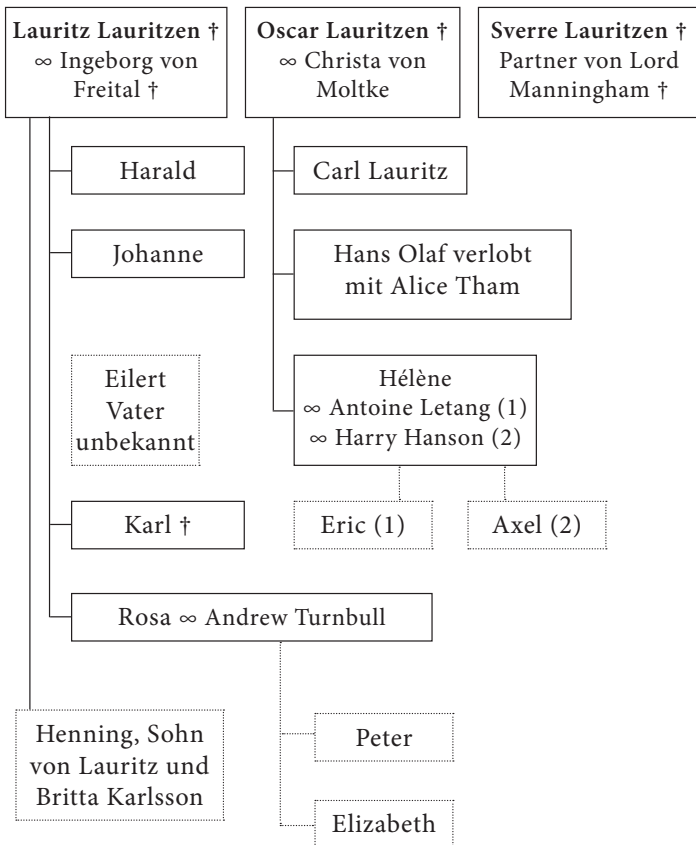 Lauritz Lauritzen †
∞ Ingeborg von
Freital †
Oscar Lauritzen †
∞ Christa von
Moltke
Sverre Lauritzen †
Partner von Lord
Manningham †
Harald
Carl Lauritz
Johanne
Hans Olaf verlobt
mit Alice Tham
Eilert
Vater
unbekannt
Hélène
∞ Antoine Letang (1)
∞ Harry Hanson (2)
Karl †
Eric (1)
Axel (2)
Rosa ∞ Andrew Turnbull
Henning, Sohn
von Lauritz und
Britta Karlsson
Peter
Elizabeth